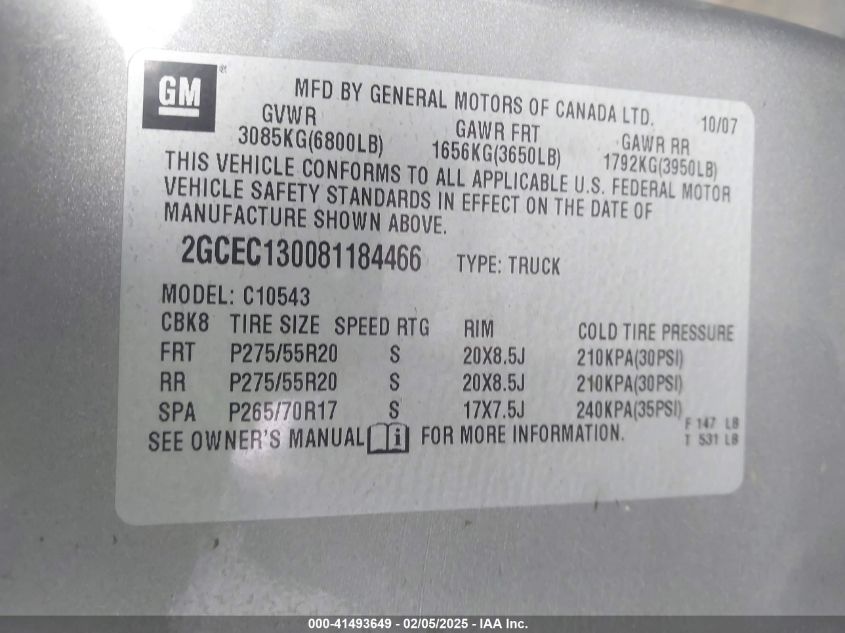 GM ®
MFD BY GENERAL MOTORS OF CANADA LTD.
10/07
GVWR GAWR FRT GAWR RR
3085KG(6800LB) 1656KG(3650LB) 1792KG(3950LB)
THIS VEHICLE CONFORMS TO ALL APPLICABLE U.S. FEDERAL MOTOR
VEHICLE SAFETY STANDARDS IN EFFECT ON THE DATE OF
MANUFACTURE SHOWN ABOVE.
2GCEC130081184466 TYPE: TRUCK
MODEL: C10543
CBK8 TIRE SIZE SPEED RTG RIM COLD TIRE PRESSURE
FRT P275/55R20 S 20X8.5J 210KPA(30PSI)
RR P275/55R20 S 20X8.5J 210KPA(30PSI)
SPA P265/70R17 S 17X7.5J 240KPA(35PSI)
F 147 LB
T 531 LB
SEE OWNER'S MANUAL i FOR MORE INFORMATION.
000-41493649 - 02/05/2025 - IAA Inc.